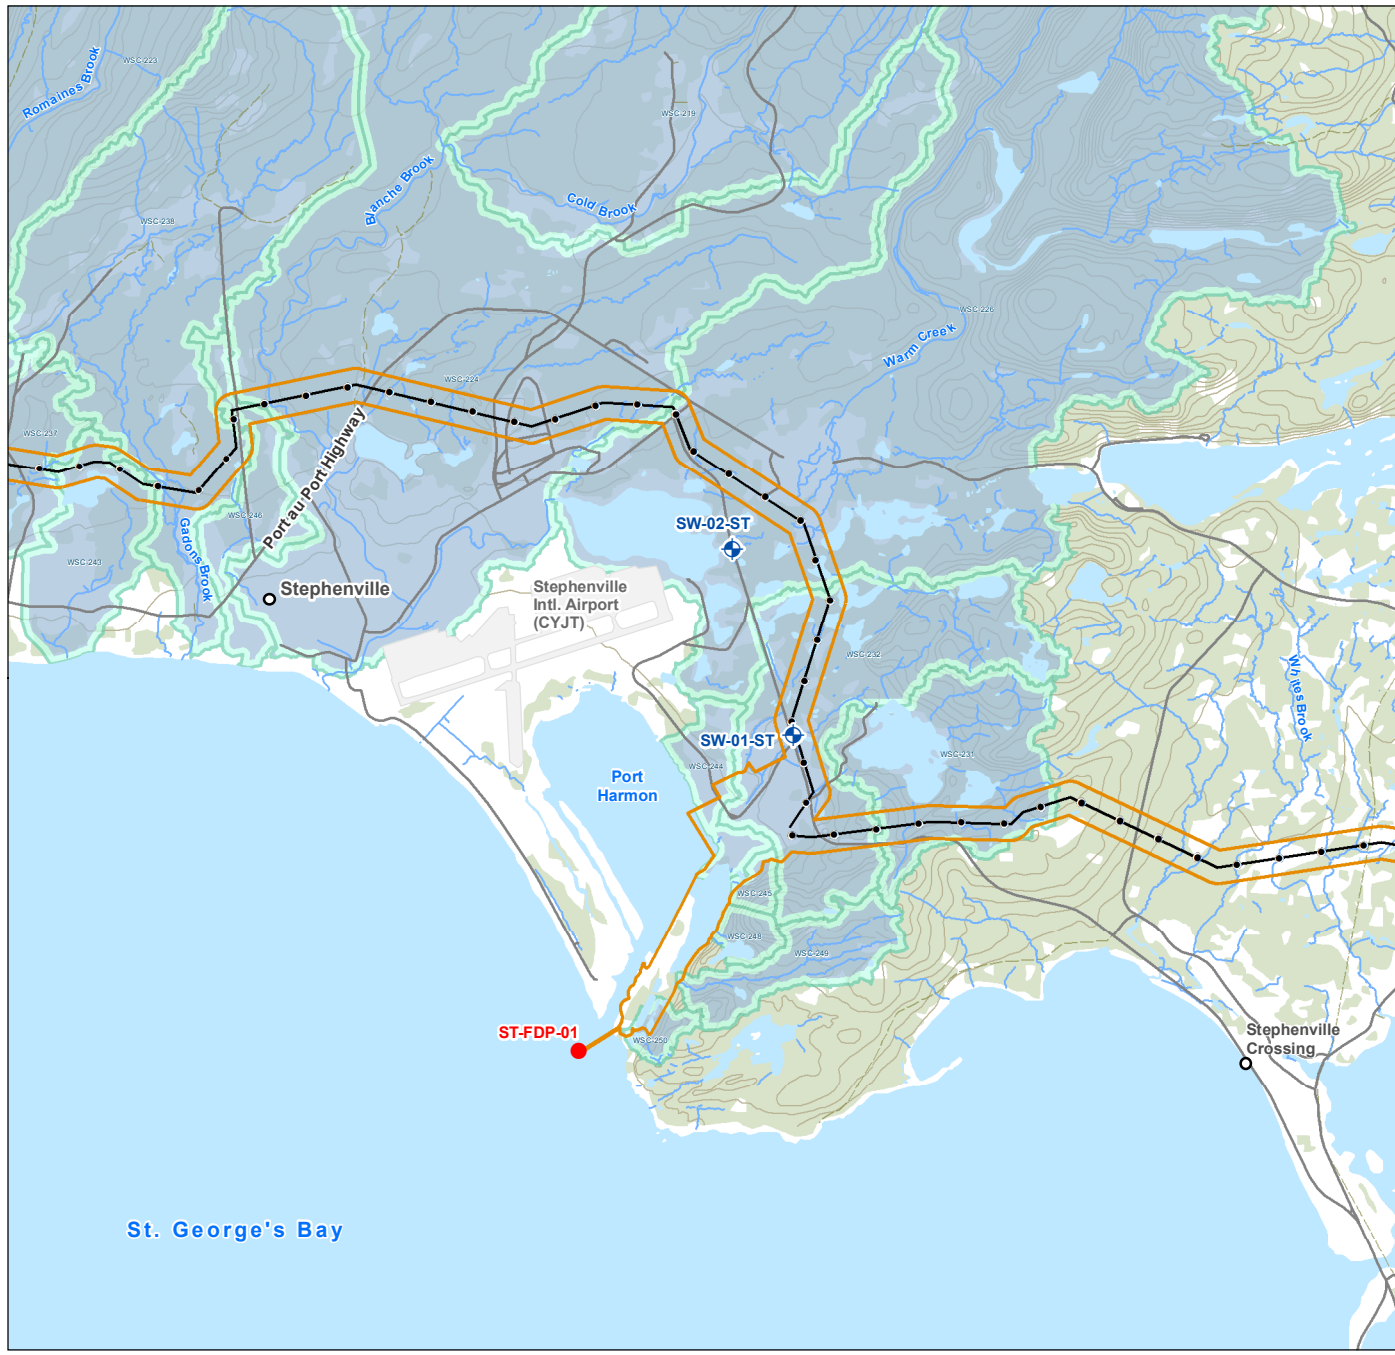 Romaines Brook
WSC-223
WSC-219
WSC-238
Blanche Brook
Cold Brook
WSC-226
Warm Creek
WSC-224
WSC-237
Port au Port Highway
WSC-246
Gadons Brook
WSC-243
SW-02-ST
Stephenville
Stephenville
Intl. Airport
(CYJT)
WSC-232
Whites Brook
SW-01-ST
WSC-244
WSC-231
Port
Harmon
WSC-245
WSC-248
WSC-249
ST-FDP-01
WSC-250
Stephenville
Crossing
St. George's Bay